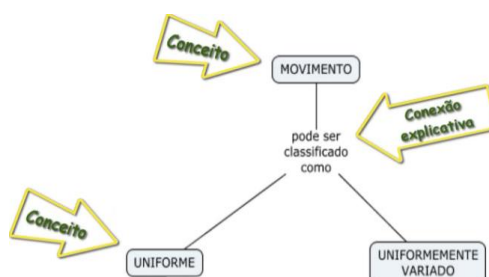 Conceito
MOVIMENTO
Conexão
explicativa
pode ser
classificado
como
Conceito
UNIFORME
UNIFORMEMENTE
VARIADO